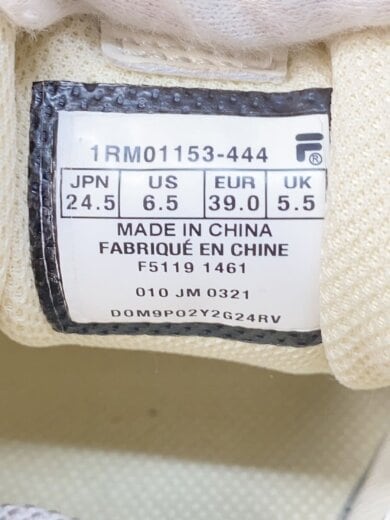 1RM01153-444
JPN US EUR UK
24.5 6.5 39.0 5.5
MADE IN CHINA
FABRIQUÉ EN CHINE
F5119 1461
010 JM 0321
DOM9PO2Y2G24RV